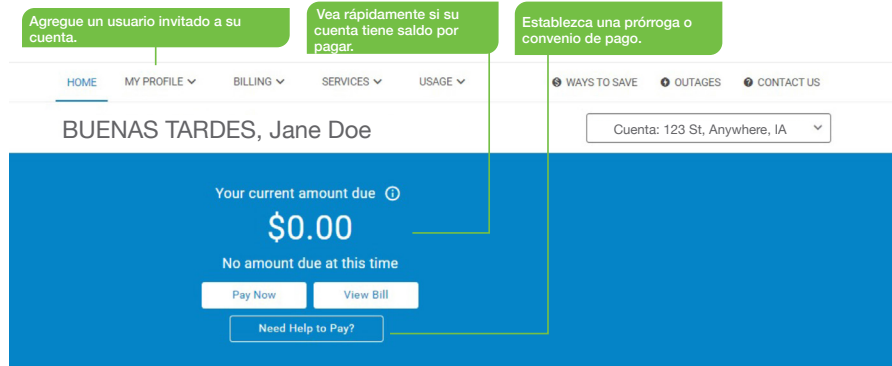 Agregue un usuario invitado a su
cuenta.
Vea rápidamente si su
cuenta tiene saldo por
pagar.
Establezca una prórroga o
convenio de pago.
HOME MY PROFILE BILLING SERVICES USAGE WAYS TO SAVE OUTAGES CONTACT US
BUENAS TARDES, Jane Doe
Cuenta: 123 St, Anywhere, IA
Your current amount due
$0.00
No amount due at this time
Pay Now View Bill
Need Help to Pay?